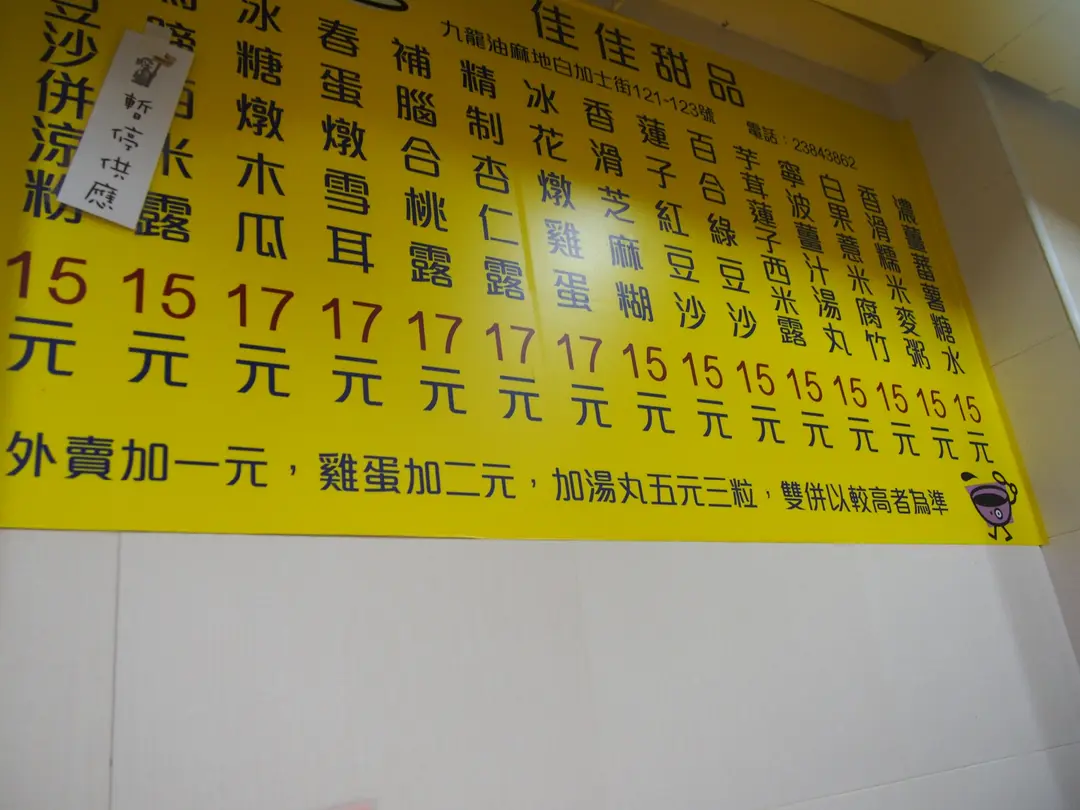 佳佳甜品
九龍油麻地白加士街121-123號
電話：23843862
濃薑蕃薯糖水
15元
香滑糯米麥粥
15元
白果薏米腐竹
15元
寧波薑汁湯丸
15元
芋茸蓮子西米露
15元
百合綠豆沙
15元
蓮子紅豆沙
15元
香滑芝麻糊
15元
冰花燉雞蛋
17元
精制杏仁露
17元
補腦合桃露
17元
春蛋燉雪耳
17元
冰糖燉木瓜
17元
米露
15元
暫停供應
豆沙併涼粉
15元
外賣加一元，雞蛋加二元，加湯丸五元三粒，雙併以較高者為準